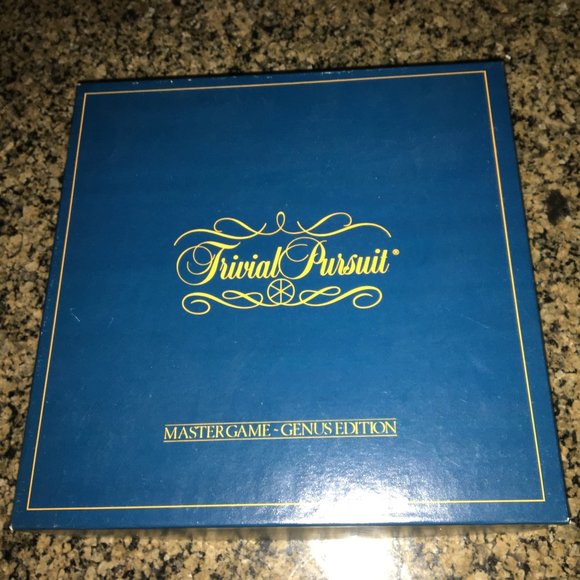 Trivial Pursuit®
MASTER GAME ~ GENUS EDITION